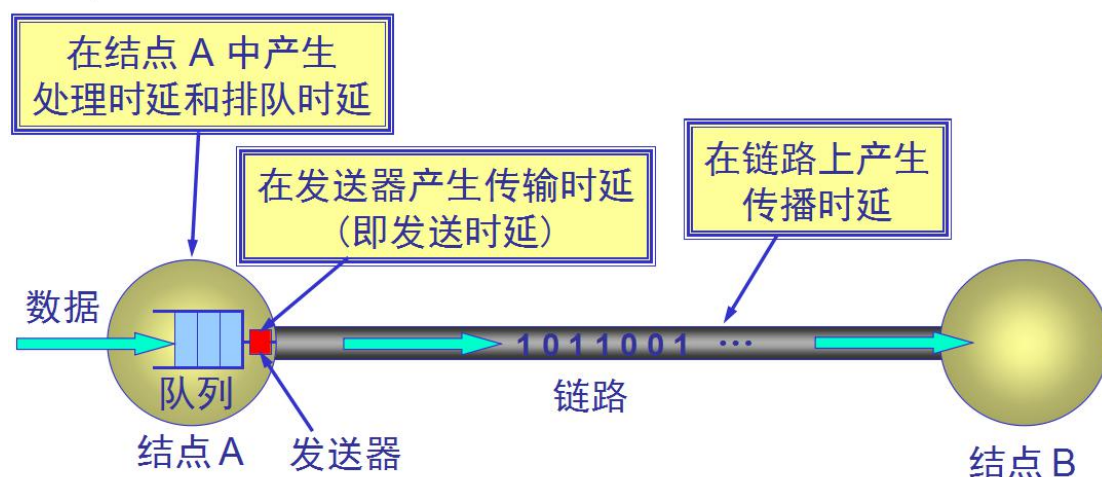 在结点 A 中产生
处理时延和排队时延
在发送器产生传输时延
(即发送时延)
在链路上产生
传播时延
数据
1 0 1 1 0 0 1 …
队列
链路
结点 A
发送器
结点 B